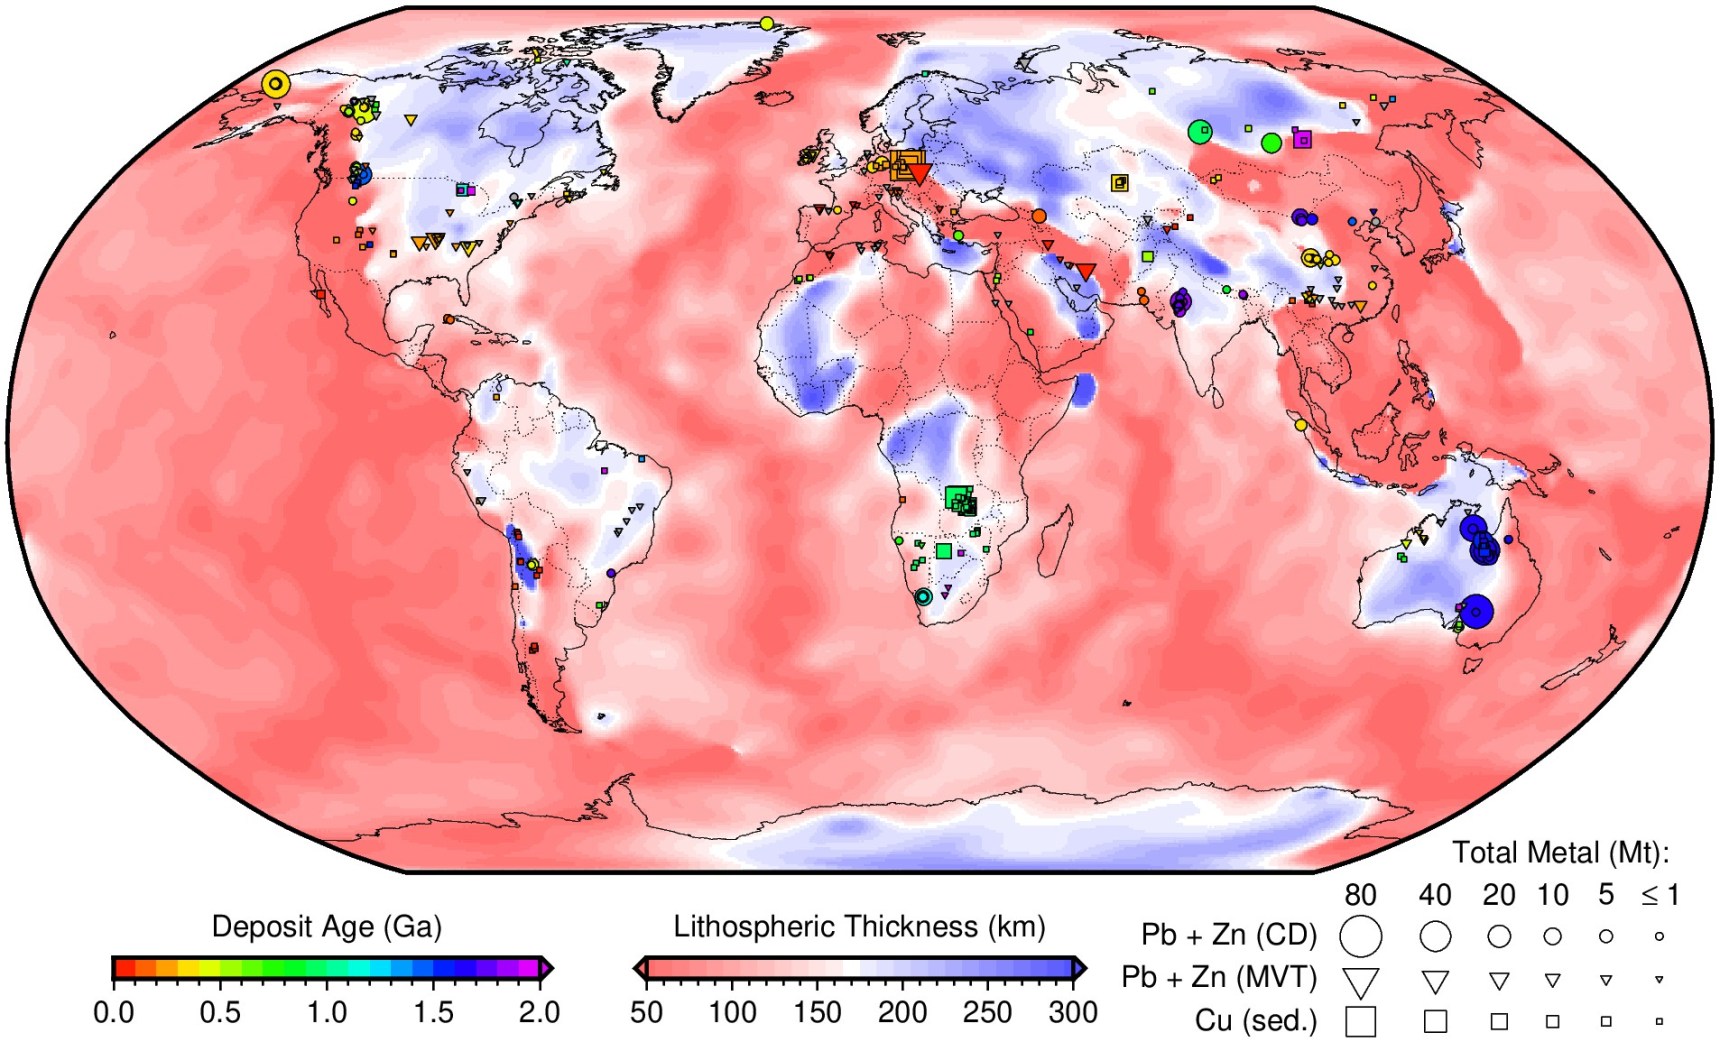 Total Metal (Mt):
80 40 20 10 5 ≤ 1
Deposit Age (Ga)
Lithospheric Thickness (km)
Pb + Zn (CD)
Pb + Zn (MVT)
Cu (sed.)
0.0 0.5 1.0 1.5 2.0
50 100 150 200 250 300